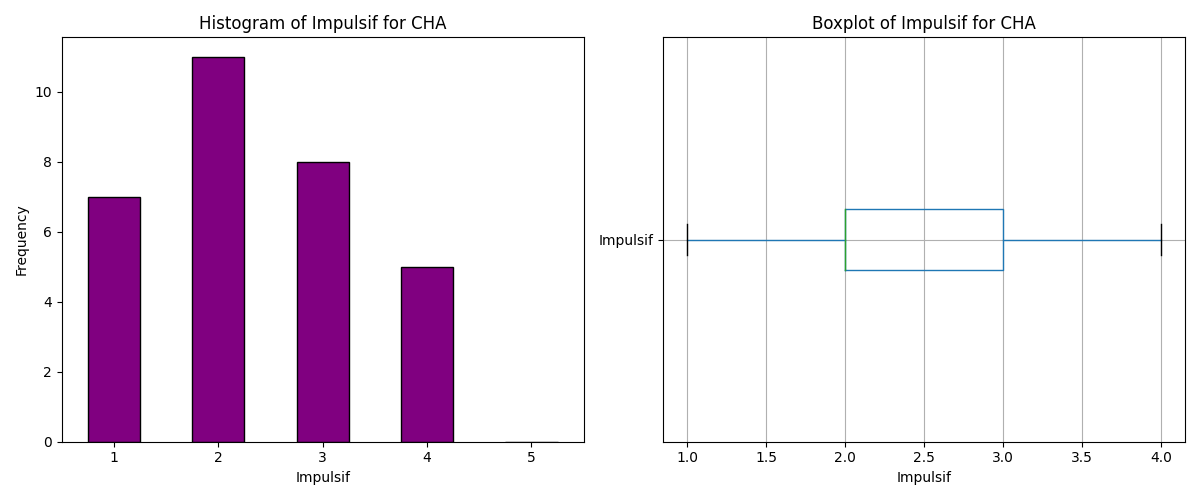 Histogram of Impulsif for CHA
Frequency
10
8
6
4
2
0
1 2 3 4 5
Impulsif
Boxplot of Impulsif for CHA
Impulsif
1.0 1.5 2.0 2.5 3.0 3.5 4.0
Impulsif